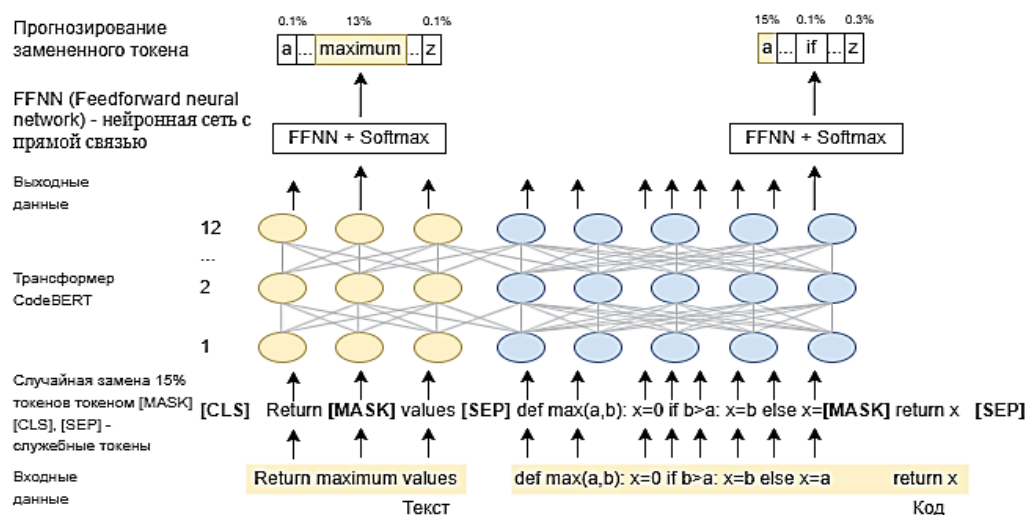 Прогнозирование
замененного токена
0.1% 13% 0.1%
a ... maximum ... z
15% 0.1% 0.3%
a ... if ... z
FFNN (Feedforward neural
network) - нейронная сеть с
прямой связью
FFNN + Softmax
FFNN + Softmax
Выходные
данные
12
...
Трансформер
CodeBERT
2
1
Случайная замена 15%
токенов токеном [MASK]
[CLS], [SEP] -
служебные токены
[CLS] Return [MASK] values [SEP] def max(a,b): x=0 if b>a: x=b else x=[MASK] return x [SEP]
Входные
данные
Return maximum values
def max(a,b): x=0 if b>a: x=b else x=a return x
Текст
Код